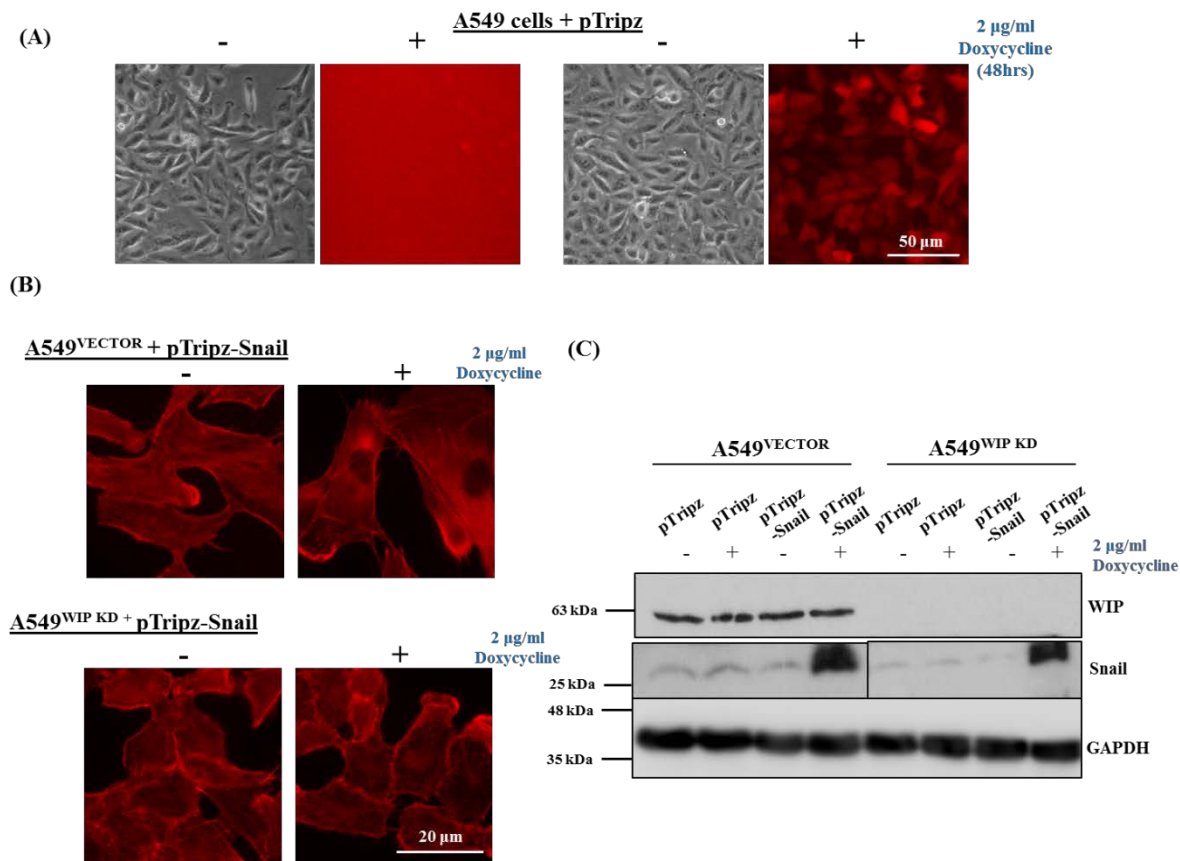 A549 cells + pTripz
(A)
- + - +
2 µg/ml
Doxycycline
(48hrs)
50 µm
(B)
A549VECTOR + pTripz-Snail
- +
2 µg/ml
Doxycycline
A549WIP KD + pTripz-Snail
- +
2 µg/ml
Doxycycline
20 µm
(C)
A549VECTOR A549WIP KD
pTripz pTripz pTripz -Snail pTripz -Snail pTripz pTripz pTripz -Snail pTripz -Snail
- + - + - + - +
2 µg/ml
Doxycycline
63 kDa WIP
Snail
25 kDa
48 kDa
GAPDH
35 kDa